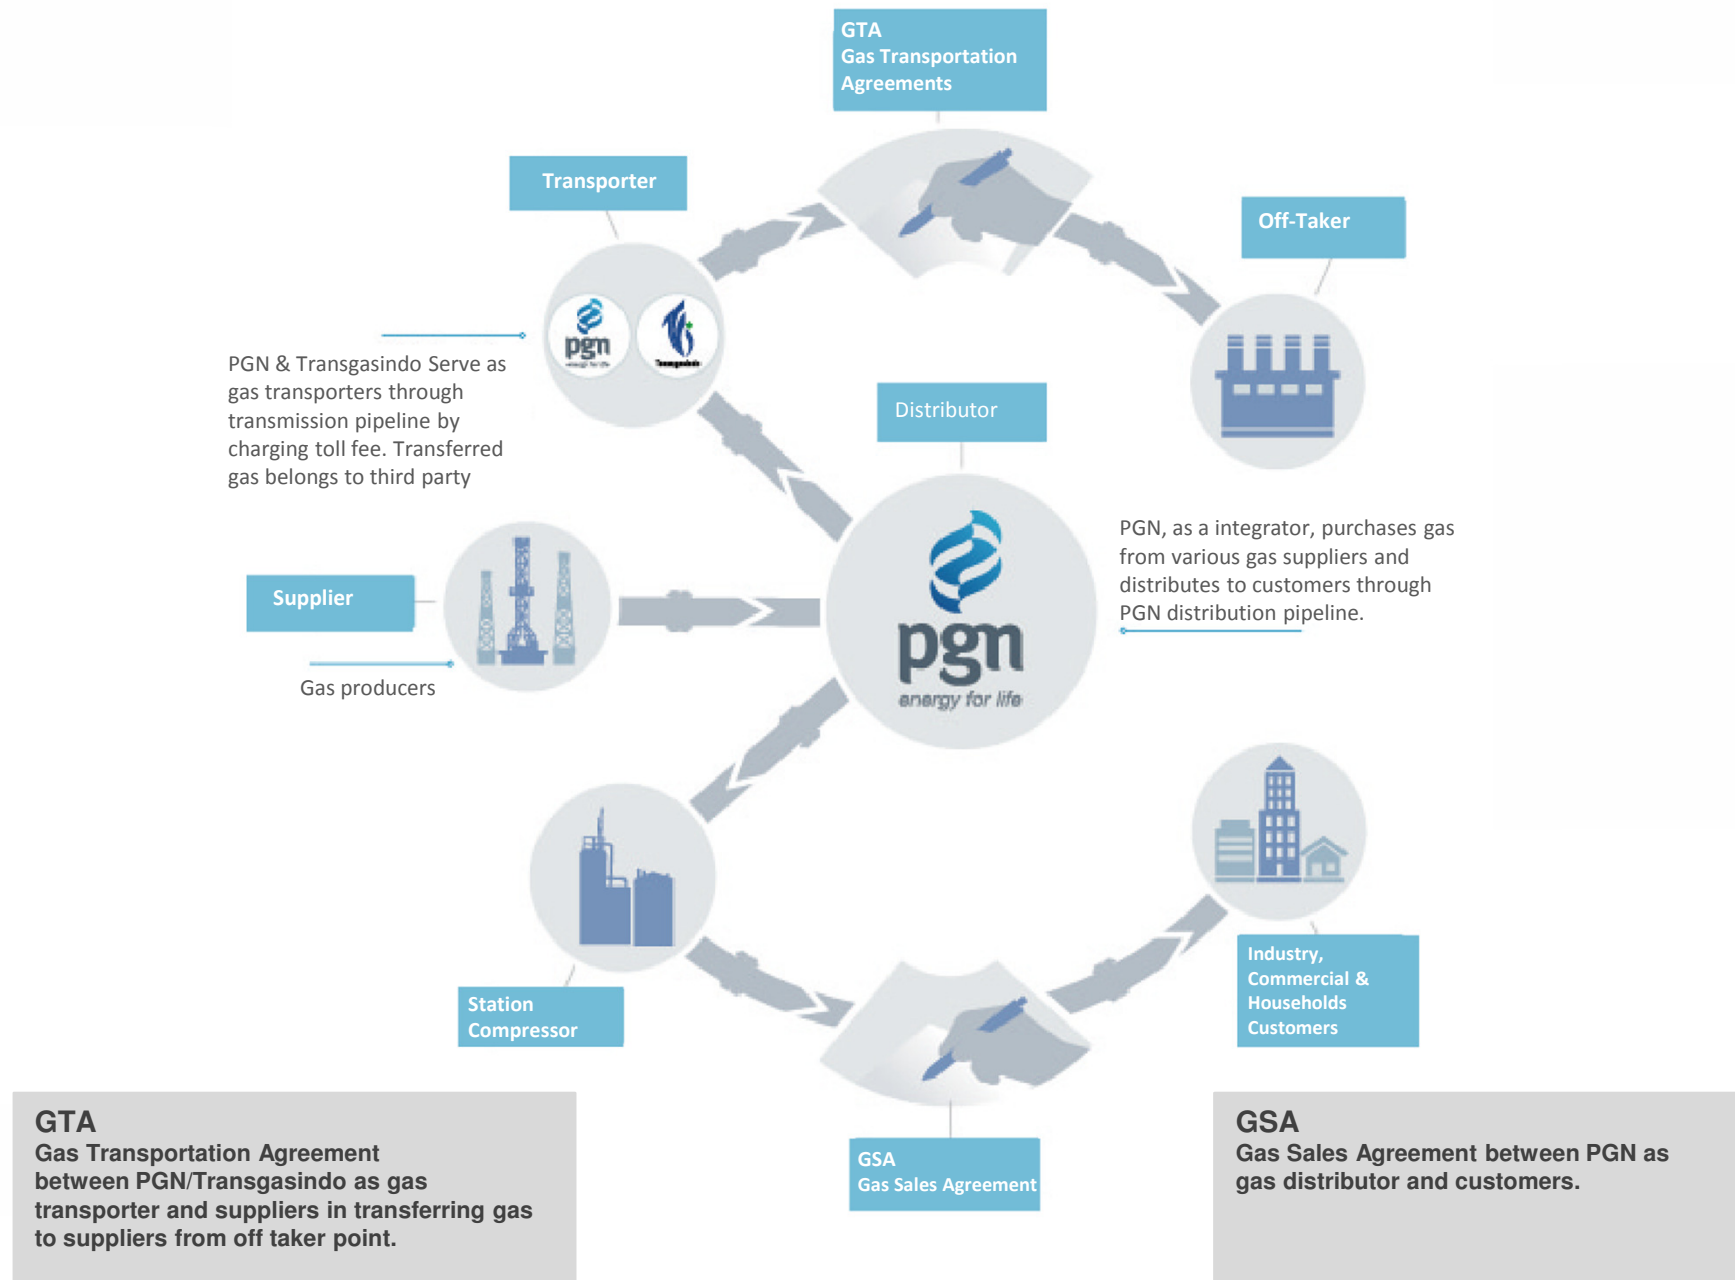 GTA
Gas Transportation
Agreements
Transporter
Off-Taker
pgn
energy for life
Transgasindo
PGN & Transgasindo Serve as
gas transporters through
transmission pipeline by
charging toll fee. Transferred
gas belongs to third party
Distributor
pgn
energy for life
PGN, as a integrator, purchases gas
from various gas suppliers and
distributes to customers through
PGN distribution pipeline.
Supplier
Gas producers
Station
Compressor
Industry,
Commercial &
Households
Customers
GSA
Gas Sales Agreement
GTA
Gas Transportation Agreement
between PGN/Transgasindo as gas
transporter and suppliers in transferring gas
to suppliers from off taker point.
GSA
Gas Sales Agreement between PGN as
gas distributor and customers.